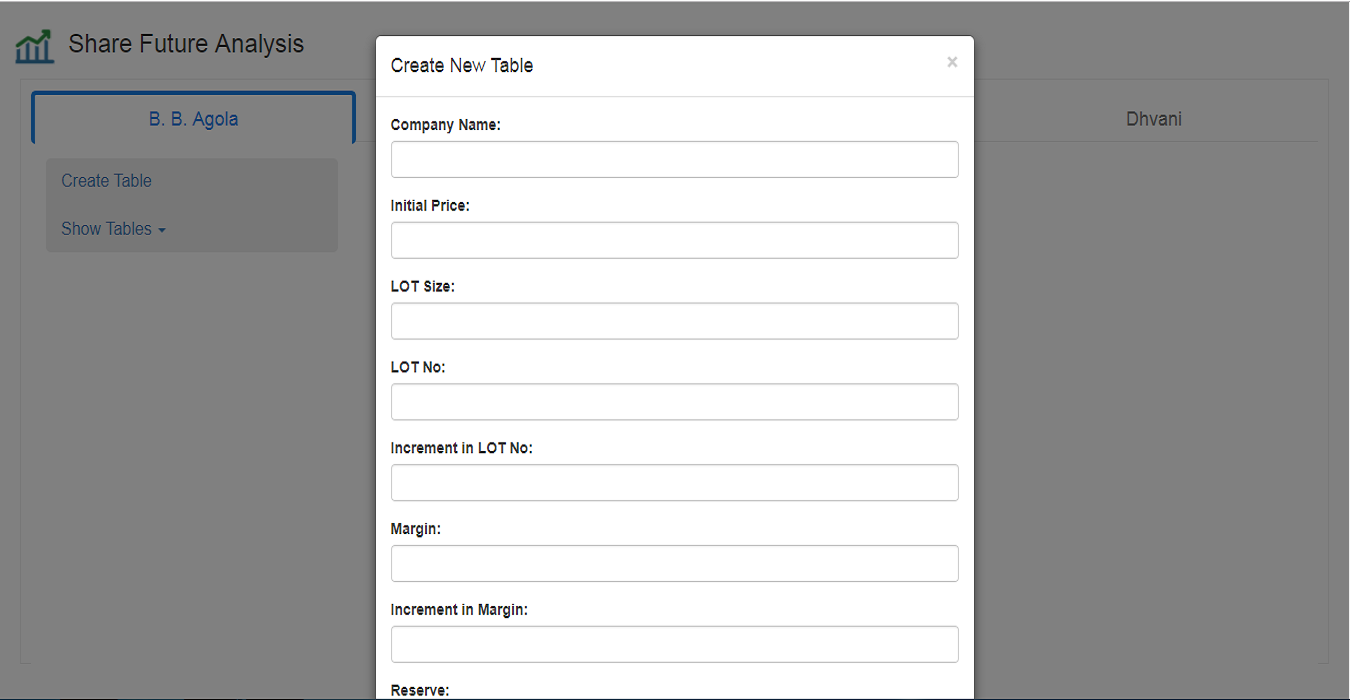 Share Future Analysis
B. B. Agola
Dhvani
Create Table
Show Tables
Create New Table
×
Company Name:
Initial Price:
LOT Size:
LOT No:
Increment in LOT No:
Margin:
Increment in Margin:
Reserve: